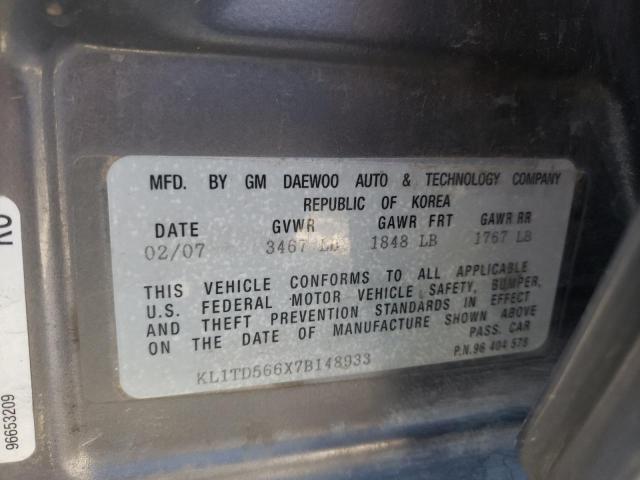 MFD. BY GM DAEWOO AUTO & TECHNOLOGY COMPANY
REPUBLIC OF KOREA
DATE GVWR GAWR FRT GAWR RR
02/07 3467 LB 1848 LB 1767 LB
THIS VEHICLE CONFORMS TO ALL APPLICABLE
U.S. FEDERAL MOTOR VEHICLE SAFETY, BUMPER,
AND THEFT PREVENTION STANDARDS IN EFFECT
ON THE DATE OF MANUFACTURE SHOWN ABOVE
PASS. CAR
KL1TD566X7B148933
P.N.96 404 578
96653209